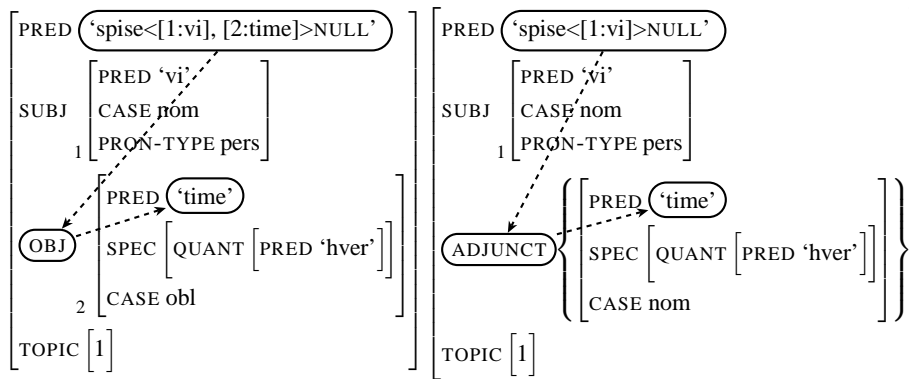 PRED ‘spise<[1:vi], [2:time]>NULL’
PRED ‘vi’
SUBJ CASE nom
1 PRON-TYPE pers
PRED ‘time’
OBJ SPEC [QUANT [PRED ‘hver’]]
2 CASE obl
TOPIC [1]
PRED ‘spise<[1:vi]>NULL’
PRED ‘vi’
SUBJ CASE nom
1 PRON-TYPE pers
PRED ‘time’
ADJUNCT SPEC [QUANT [PRED ‘hver’]]
CASE nom
TOPIC [1]